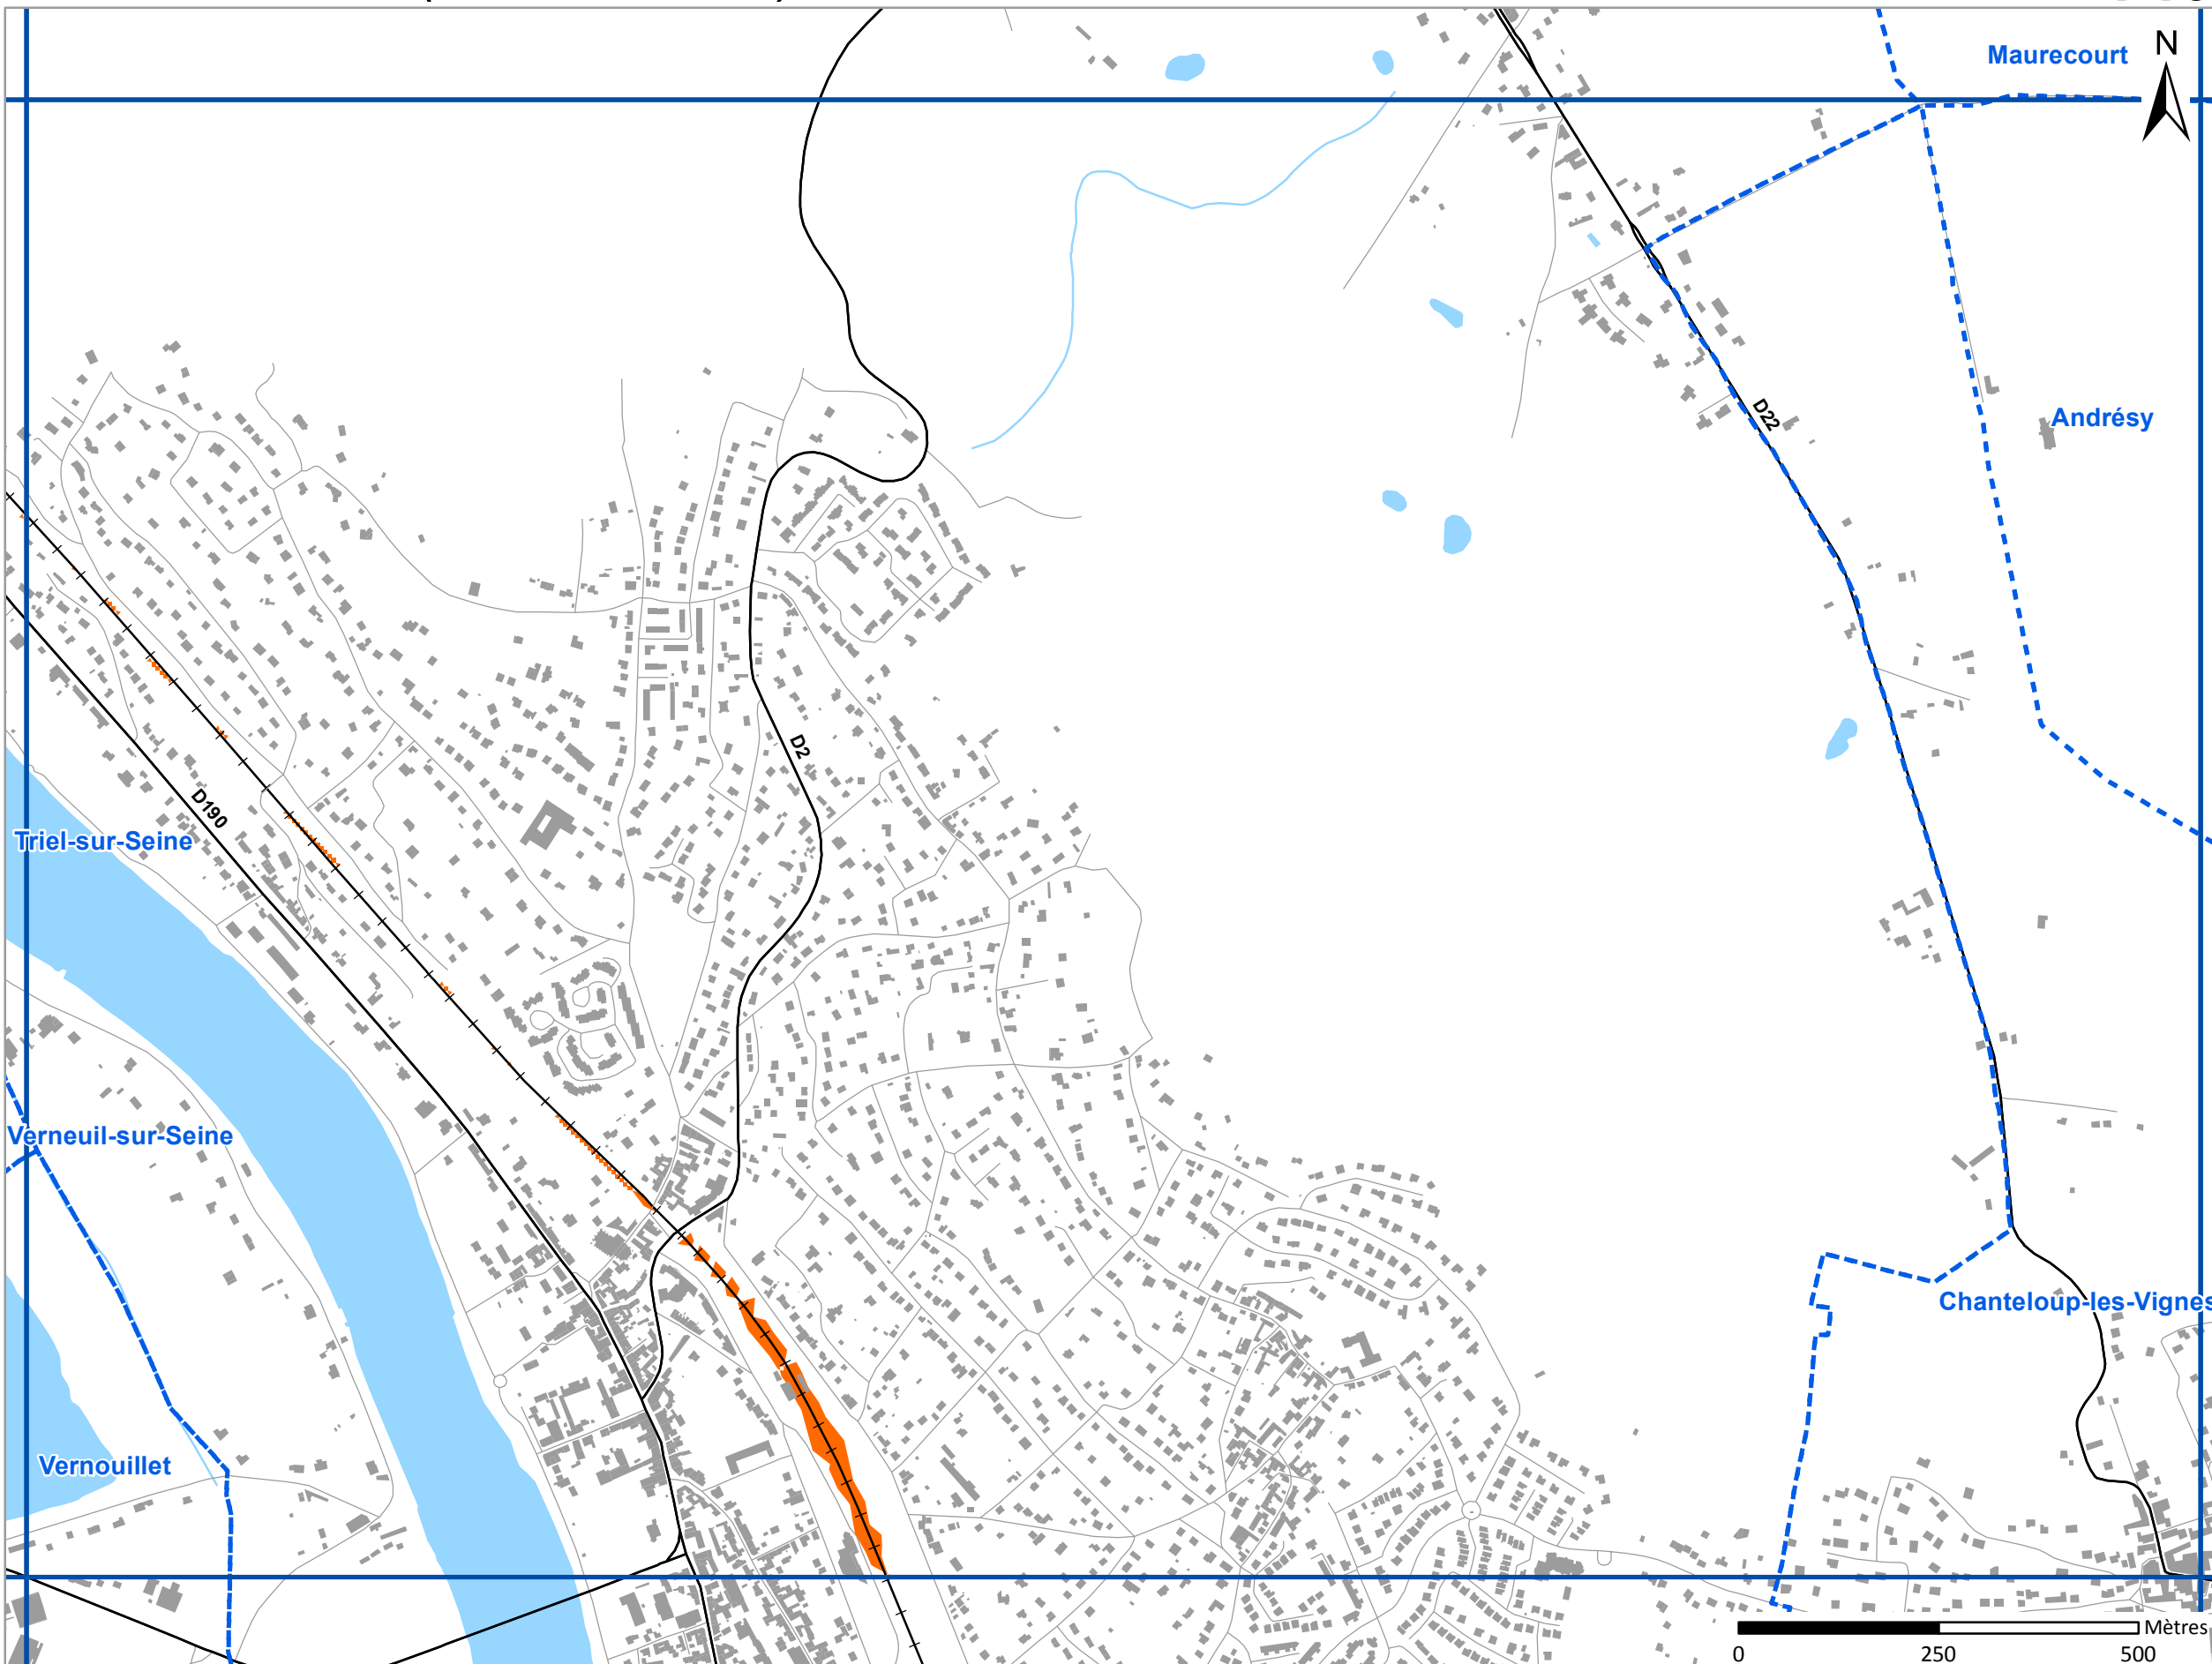 Maurecourt
N
Andrésy
D22
D2
D190
Triel-sur-Seine
Verneuil-sur-Seine
Chanteloup-les-Vignes
Vernouillet
Mètres
0 250 500